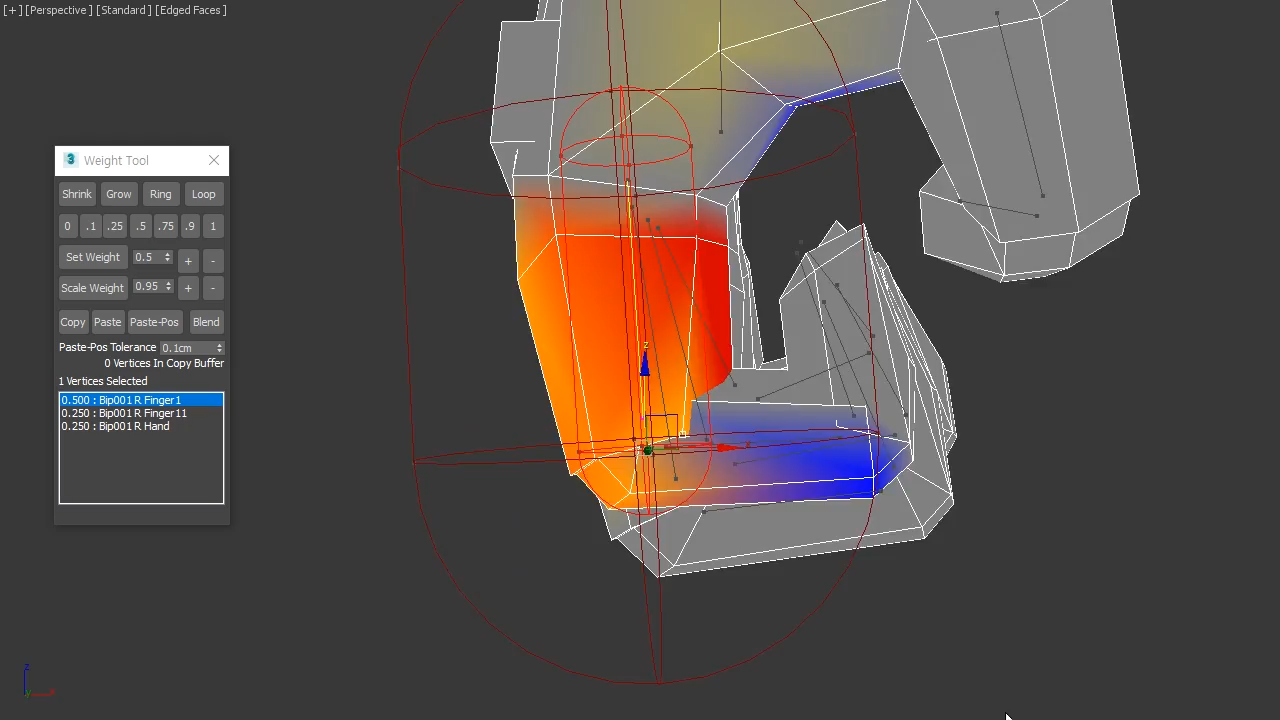 [+] [Perspective ] [Standard ] [Edged Faces ]
3 Weight Tool
Shrink Grow Ring Loop
0 .1 .25 .5 .75 .9 1
Set Weight 0.5 + -
Scale Weight 0.95 + -
Copy Paste Paste-Pos Blend
Paste-Pos Tolerance 0.1cm
0 Vertices In Copy Buffer
1 Vertices Selected
0.500 : Bip001 R Finger1
0.250 : Bip001 R Finger11
0.250 : Bip001 R Hand
z
x
z
y
x